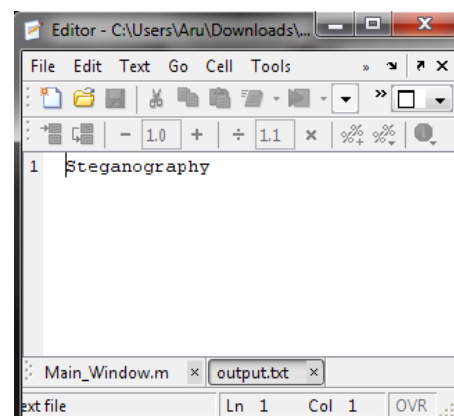 Editor - C:\Users\Aru\Downloads\...
File Edit Text Go Cell Tools »
»
- 1.0 + ÷ 1.1 ×
1 Steganography
Main_Window.m × output.txt ×
ext file Ln 1 Col 1 OVR